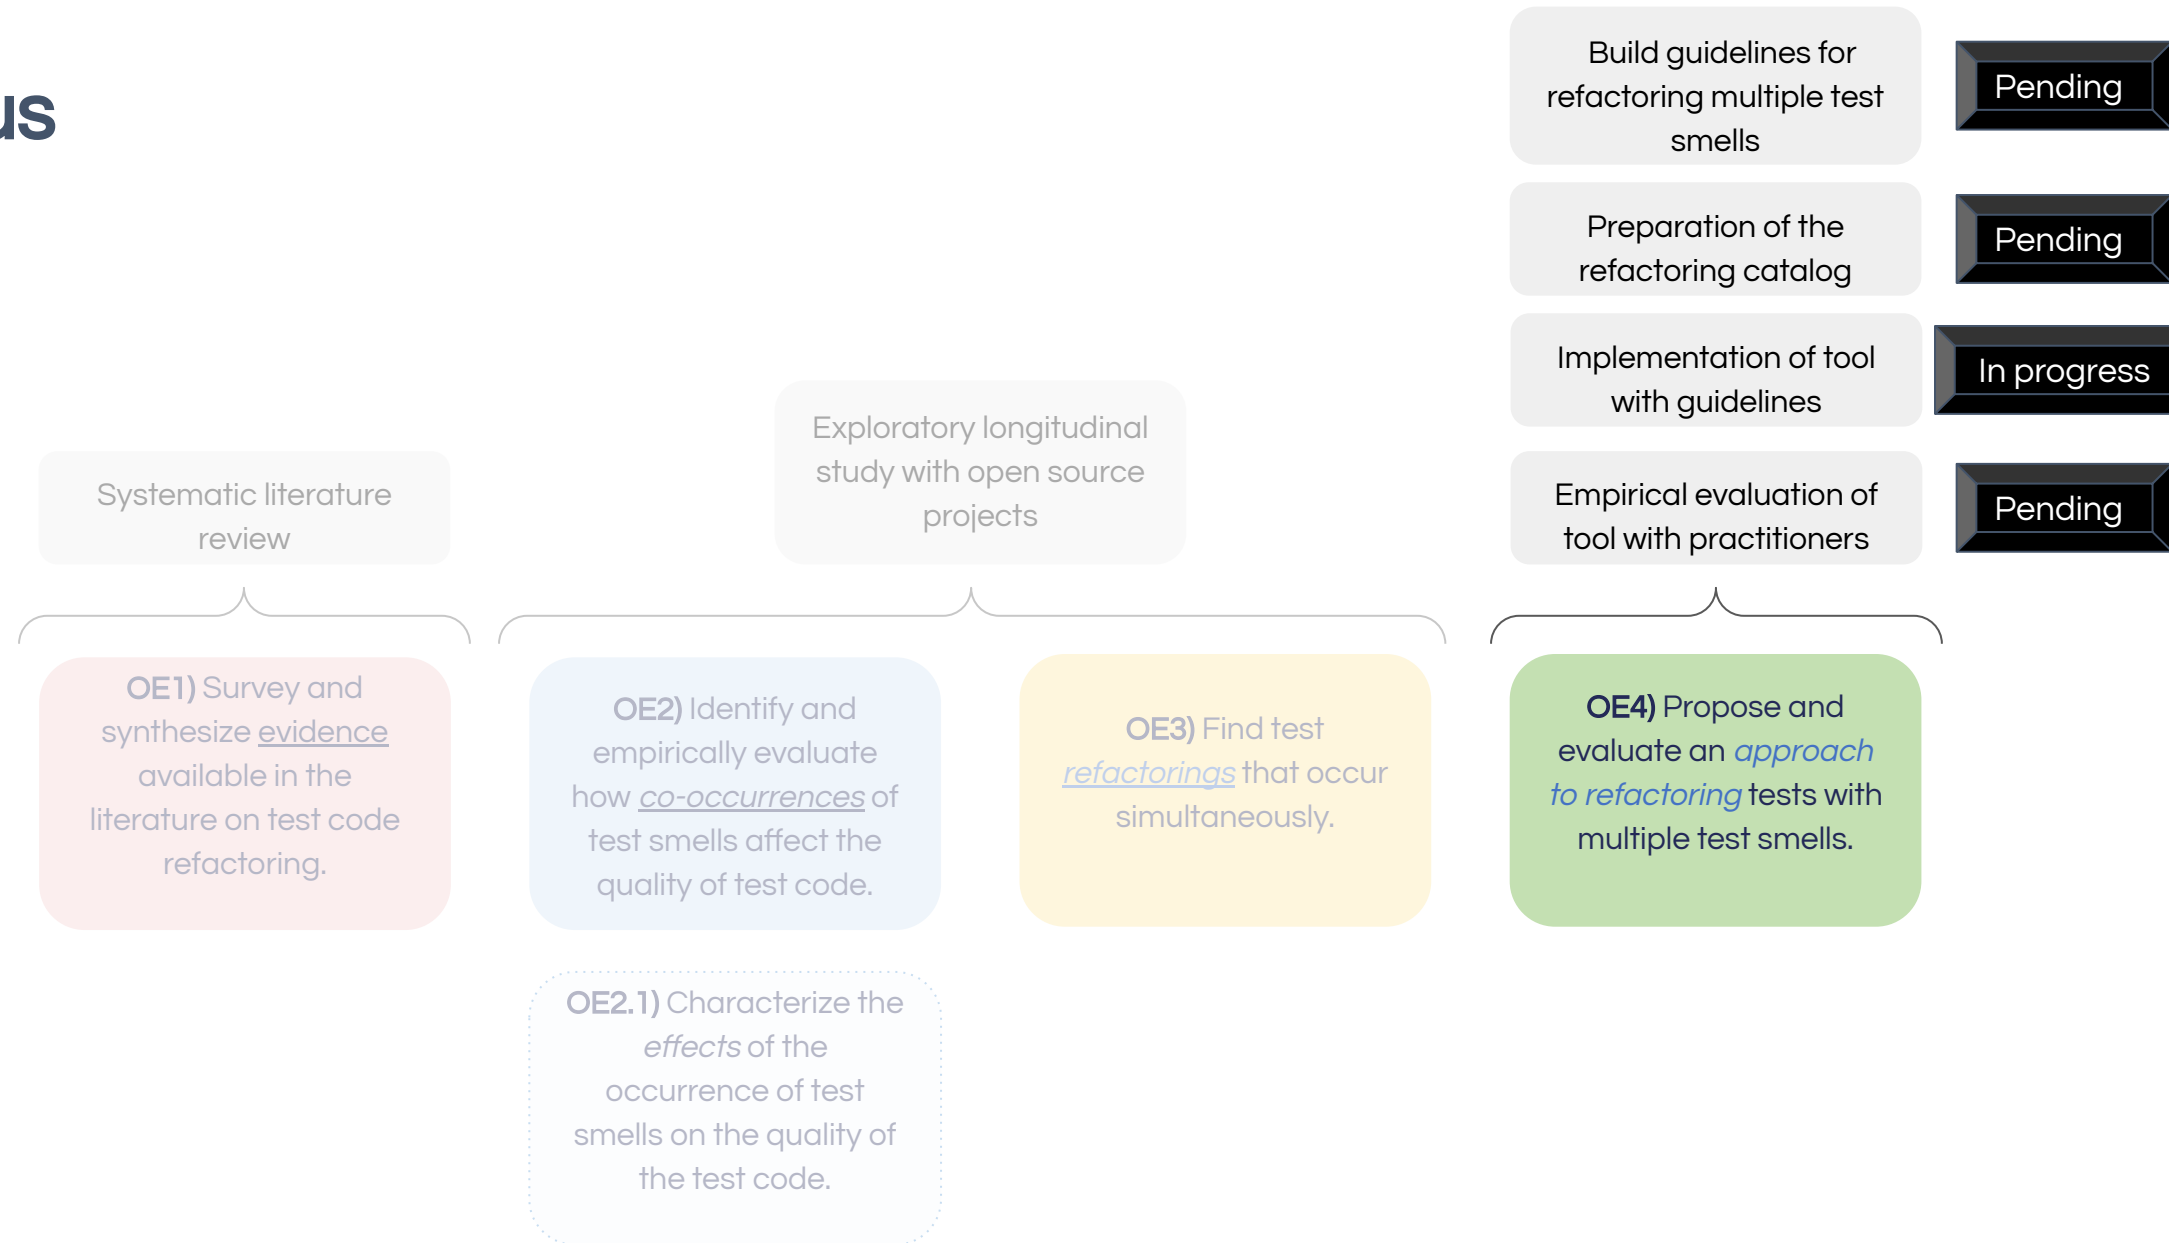 us
Build guidelines for
refactoring multiple test
smells
Pending
Preparation of the
refactoring catalog
Pending
Implementation of tool
with guidelines
In progress
Empirical evaluation of
tool with practitioners
Pending
Exploratory longitudinal
study with open source
projects
Systematic literature
review
OE1) Survey and
synthesize evidence
available in the
literature on test code
refactoring.
OE2) Identify and
empirically evaluate
how co-occurrences of
test smells affect the
quality of test code.
OE3) Find test
refactorings that occur
simultaneously.
OE4) Propose and
evaluate an approach
to refactoring tests with
multiple test smells.
OE2.1) Characterize the
effects of the
occurrence of test
smells on the quality of
the test code.